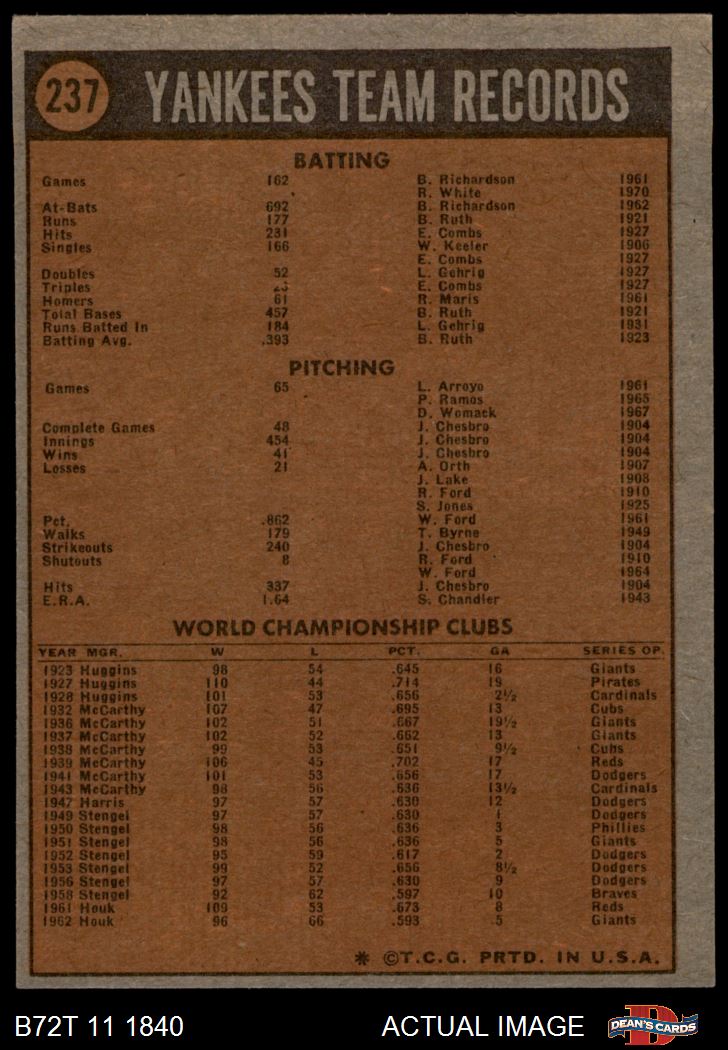 237 YANKEES TEAM RECORDS
BATTING
Games 162 B. Richardson 1961
R. White 1970
At-Bats 692 B. Richardson 1962
Runs 177 B. Ruth 1921
Hits 231 E. Combs 1927
Singles 166 W. Keeler 1906
E. Combs 1927
Doubles 52 L. Gehrig 1927
Triples 23 E. Combs 1927
Homers 61 R. Maris 1961
Total Bases 457 B. Ruth 1921
Runs Batted In 184 L. Gehrig 1931
Batting Avg. .393 B. Ruth 1923
PITCHING
Games 65 L. Arroyo 1961
P. Ramos 1965
D. Womack 1967
Complete Games 48 J. Chesbro 1904
Innings 454 J. Chesbro 1904
Wins 41 J. Chesbro 1904
Losses 21 A. Orth 1907
J. Lake 1908
R. Ford 1910
S. Jones 1925
Pct. .862 W. Ford 1961
Walks 179 T. Byrne 1949
Strikeouts 240 J. Chesbro 1904
Shutouts 8 R. Ford 1910
W. Ford 1964
Hits 337 J. Chesbro 1904
E.R.A. 1.64 S. Chandler 1943
WORLD CHAMPIONSHIP CLUBS
YEAR MGR. W L PCT. GA SERIES OP.
1923 Huggins 98 54 .645 16 Giants
1927 Huggins 110 44 .714 19 Pirates
1928 Huggins 101 53 .656 2½ Cardinals
1932 McCarthy 107 47 .695 13 Cubs
1936 McCarthy 102 51 .667 19½ Giants
1937 McCarthy 102 52 .662 13 Giants
1938 McCarthy 99 53 .651 9½ Cubs
1939 McCarthy 106 45 .702 17 Reds
1941 McCarthy 101 53 .656 17 Dodgers
1943 McCarthy 98 56 .636 13½ Cardinals
1947 Harris 97 57 .630 12 Dodgers
1949 Stengel 97 57 .630 1 Dodgers
1950 Stengel 98 56 .636 3 Phillies
1951 Stengel 98 56 .636 5 Giants
1952 Stengel 95 59 .617 2 Dodgers
1953 Stengel 99 52 .656 8½ Dodgers
1956 Stengel 97 57 .630 9 Dodgers
1958 Stengel 92 62 .597 10 Braves
1961 Houk 109 53 .673 8 Reds
1962 Houk 96 66 .593 5 Giants
* ©T.C.G. PRTD. IN U.S.A.
B72T 11 1840 ACTUAL IMAGE D DEAN'S CARDS